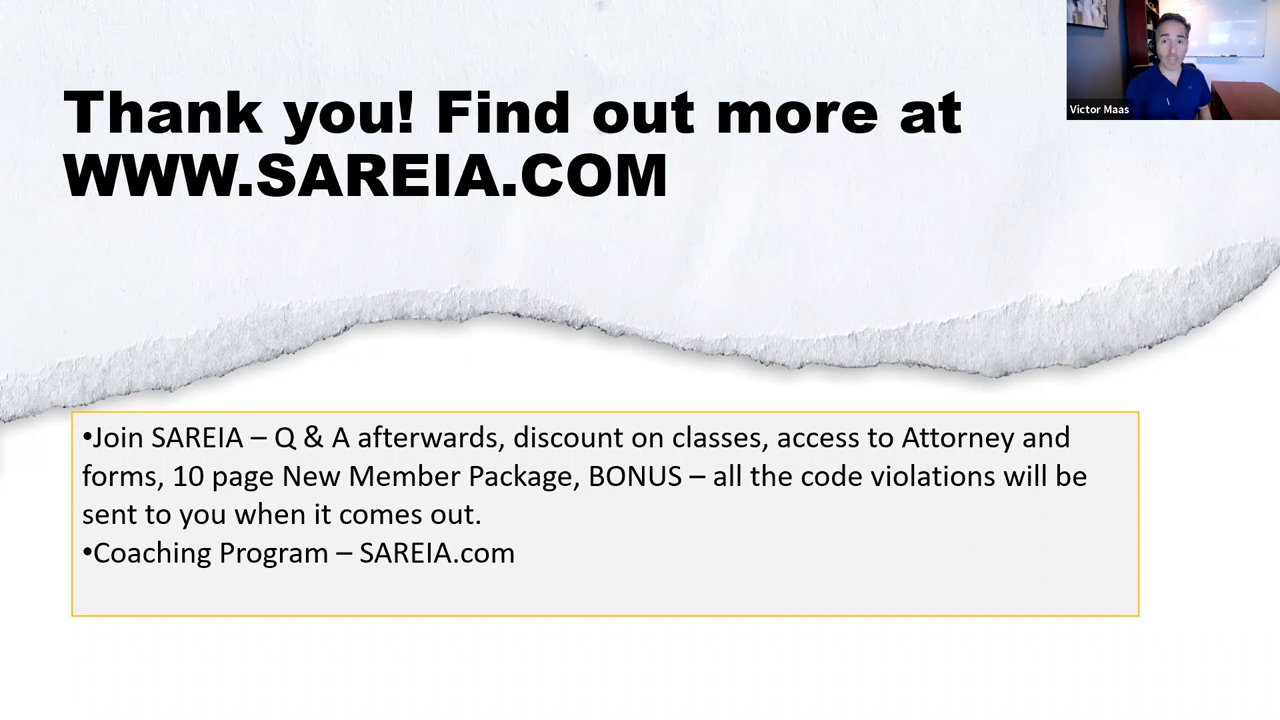 Thank you! Find out more at
WWW.SAREIA.COM
Victor Maas
•Join SAREIA – Q & A afterwards, discount on classes, access to Attorney and
forms, 10 page New Member Package, BONUS – all the code violations will be
sent to you when it comes out.
•Coaching Program – SAREIA.com